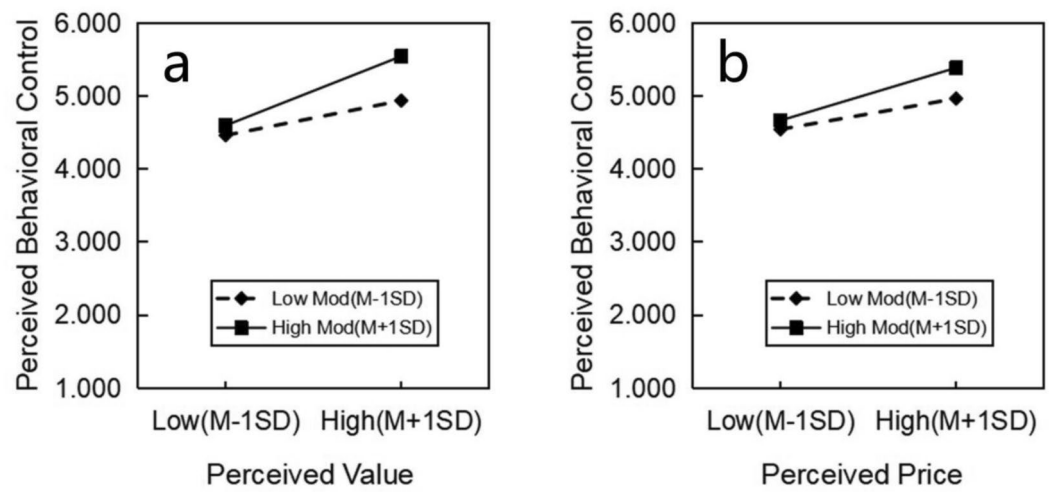 a
Perceived Behavioral Control
6.000
5.000
4.000
3.000
2.000
1.000
Low Mod(M-1SD)
High Mod(M+1SD)
Low(M-1SD) High(M+1SD)
Perceived Value
b
Perceived Behavioral Control
6.000
5.000
4.000
3.000
2.000
1.000
Low Mod(M-1SD)
High Mod(M+1SD)
Low(M-1SD) High(M+1SD)
Perceived Price